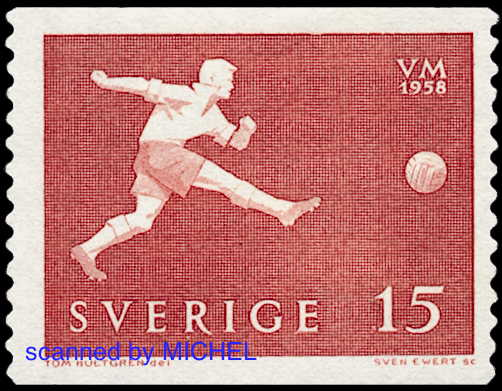 VM
1958
SVERIGE 15
scanned by MICHEL
TOM HULTGREN del SVEN EWERT sc